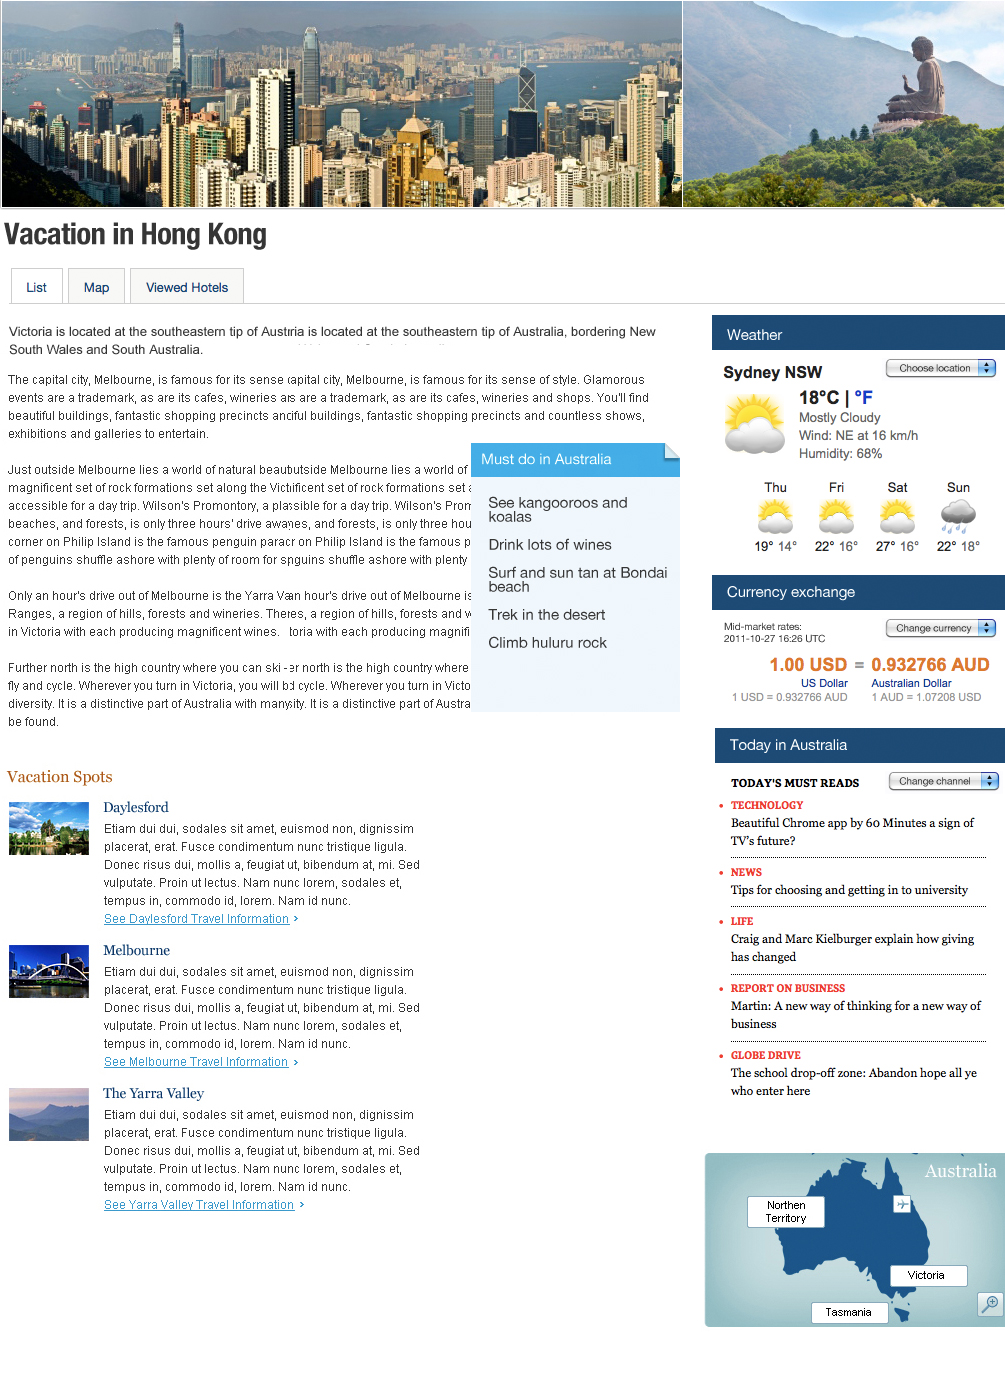 Vacation in Hong Kong
List
Map
Viewed Hotels
Victoria is located at the southeastern tip of Austrria is located at the southeastern tip of Australia, bordering New
South Wales and South Australia.
The capital city, Melbourne, is famous for its sense capital city, Melbourne, is famous for its sense of style. Glamorous
events are a trademark, as are its cafes, wineries ars are a trademark, as are its cafes, wineries and shops. You'll find
beautiful buildings, fantastic shopping precincts anciful buildings, fantastic shopping precincts and countless shows,
exhibitions and galleries to entertain.
Just outside Melbourne lies a world of natural beaututside Melbourne lies a world of
magnificent set of rock formations set along the Victificent set of rock formations set a
accessible for a day trip. Wilson's Promontory, a plassible for a day trip. Wilson's Prom
beaches, and forests, is only three hours' drive awaynes, and forests, is only three hou
corner on Philip Island is the famous penguin paracr on Philip Island is the famous p
of penguins shuffle ashore with plenty of room for spguins shuffle ashore with plenty
Only an hour's drive out of Melbourne is the Yarra Vaan hour's drive out of Melbourne is
Ranges, a region of hills, forests and wineries. Theres, a region of hills, forests and w
in Victoria with each producing magnificent wines. toria with each producing magnifi
Further north is the high country where you can ski -er north is the high country where
fly and cycle. Wherever you turn in Victoria, you will b:d cycle. Wherever you turn in Victo
diversity. It is a distinctive part of Australia with manysity. It is a distinctive part of Austra
be found.
Must do in Australia
See kangooroos and
koalas
Drink lots of wines
Surf and sun tan at Bondai
beach
Trek in the desert
Climb huluru rock
Vacation Spots
Daylesford
Etiam dui dui, sodales sit amet, euismod non, dignissim
placerat, erat. Fusce condimentum nunc tristique ligula.
Donec risus dui, mollis a, feugiat ut, bibendum at, mi. Sed
vulputate. Proin ut lectus. Nam nunc lorem, sodales et,
tempus in, commodo id, lorem. Nam id nunc.
See Daylesford Travel Information ›
Melbourne
Etiam dui dui, sodales sit amet, euismod non, dignissim
placerat, erat. Fusce condimentum nunc tristique ligula.
Donec risus dui, mollis a, feugiat ut, bibendum at, mi. Sed
vulputate. Proin ut lectus. Nam nunc lorem, sodales et,
tempus in, commodo id, lorem. Nam id nunc.
See Melbourne Travel Information ›
The Yarra Valley
Etiam dui dui, sodales sit amet, euismod non, dignissim
placerat, erat. Fusce condimentum nunc tristique ligula.
Donec risus dui, mollis a, feugiat ut, bibendum at, mi. Sed
vulputate. Proin ut lectus. Nam nunc lorem, sodales et,
tempus in, commodo id, lorem. Nam id nunc.
See Yarra Valley Travel Information ›
Weather
Sydney NSW
Choose location
18°C | °F
Mostly Cloudy
Wind: NE at 16 km/h
Humidity: 68%
Thu Fri Sat Sun
19° 14° 22° 16° 27° 16° 22° 18°
Currency exchange
Mid-market rates:
2011-10-27 16:26 UTC
Change currency
1.00 USD = 0.932766 AUD
US Dollar Australian Dollar
1 USD = 0.932766 AUD 1 AUD = 1.07208 USD
Today in Australia
TODAY'S MUST READS
Change channel
• TECHNOLOGY
Beautiful Chrome app by 60 Minutes a sign of
TV's future?
• NEWS
Tips for choosing and getting in to university
• LIFE
Craig and Marc Kielburger explain how giving
has changed
• REPORT ON BUSINESS
Martin: A new way of thinking for a new way of
business
• GLOBE DRIVE
The school drop-off zone: Abandon hope all ye
who enter here
Australia
Northen
Territory
Victoria
Tasmania